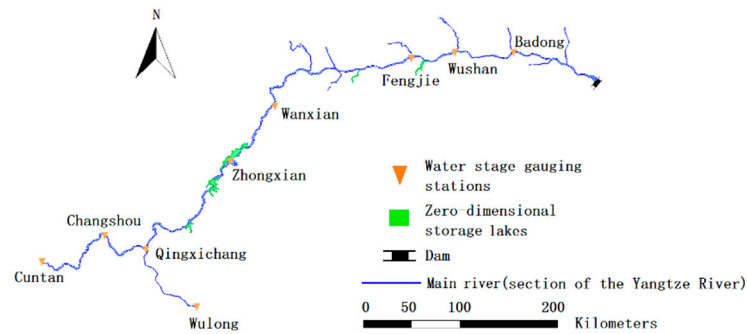 N
Badong
Wushan
Fengjie
Wanxian
Zhongxian
Water stage gauging
stations
Zero-dimensional
storage lakes
Changshou
Qingxichang
Dam
Cuntan
Main river(section of the Yangtze River)
Wulong
0 50 100 200
Kilometers